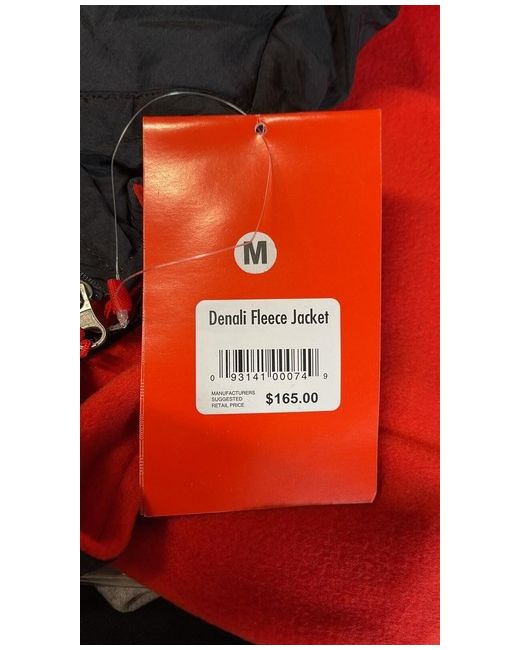 M
Denali Fleece Jacket
0 93141 00074 9
MANUFACTURERS
SUGGESTED
RETAIL PRICE
$165.00